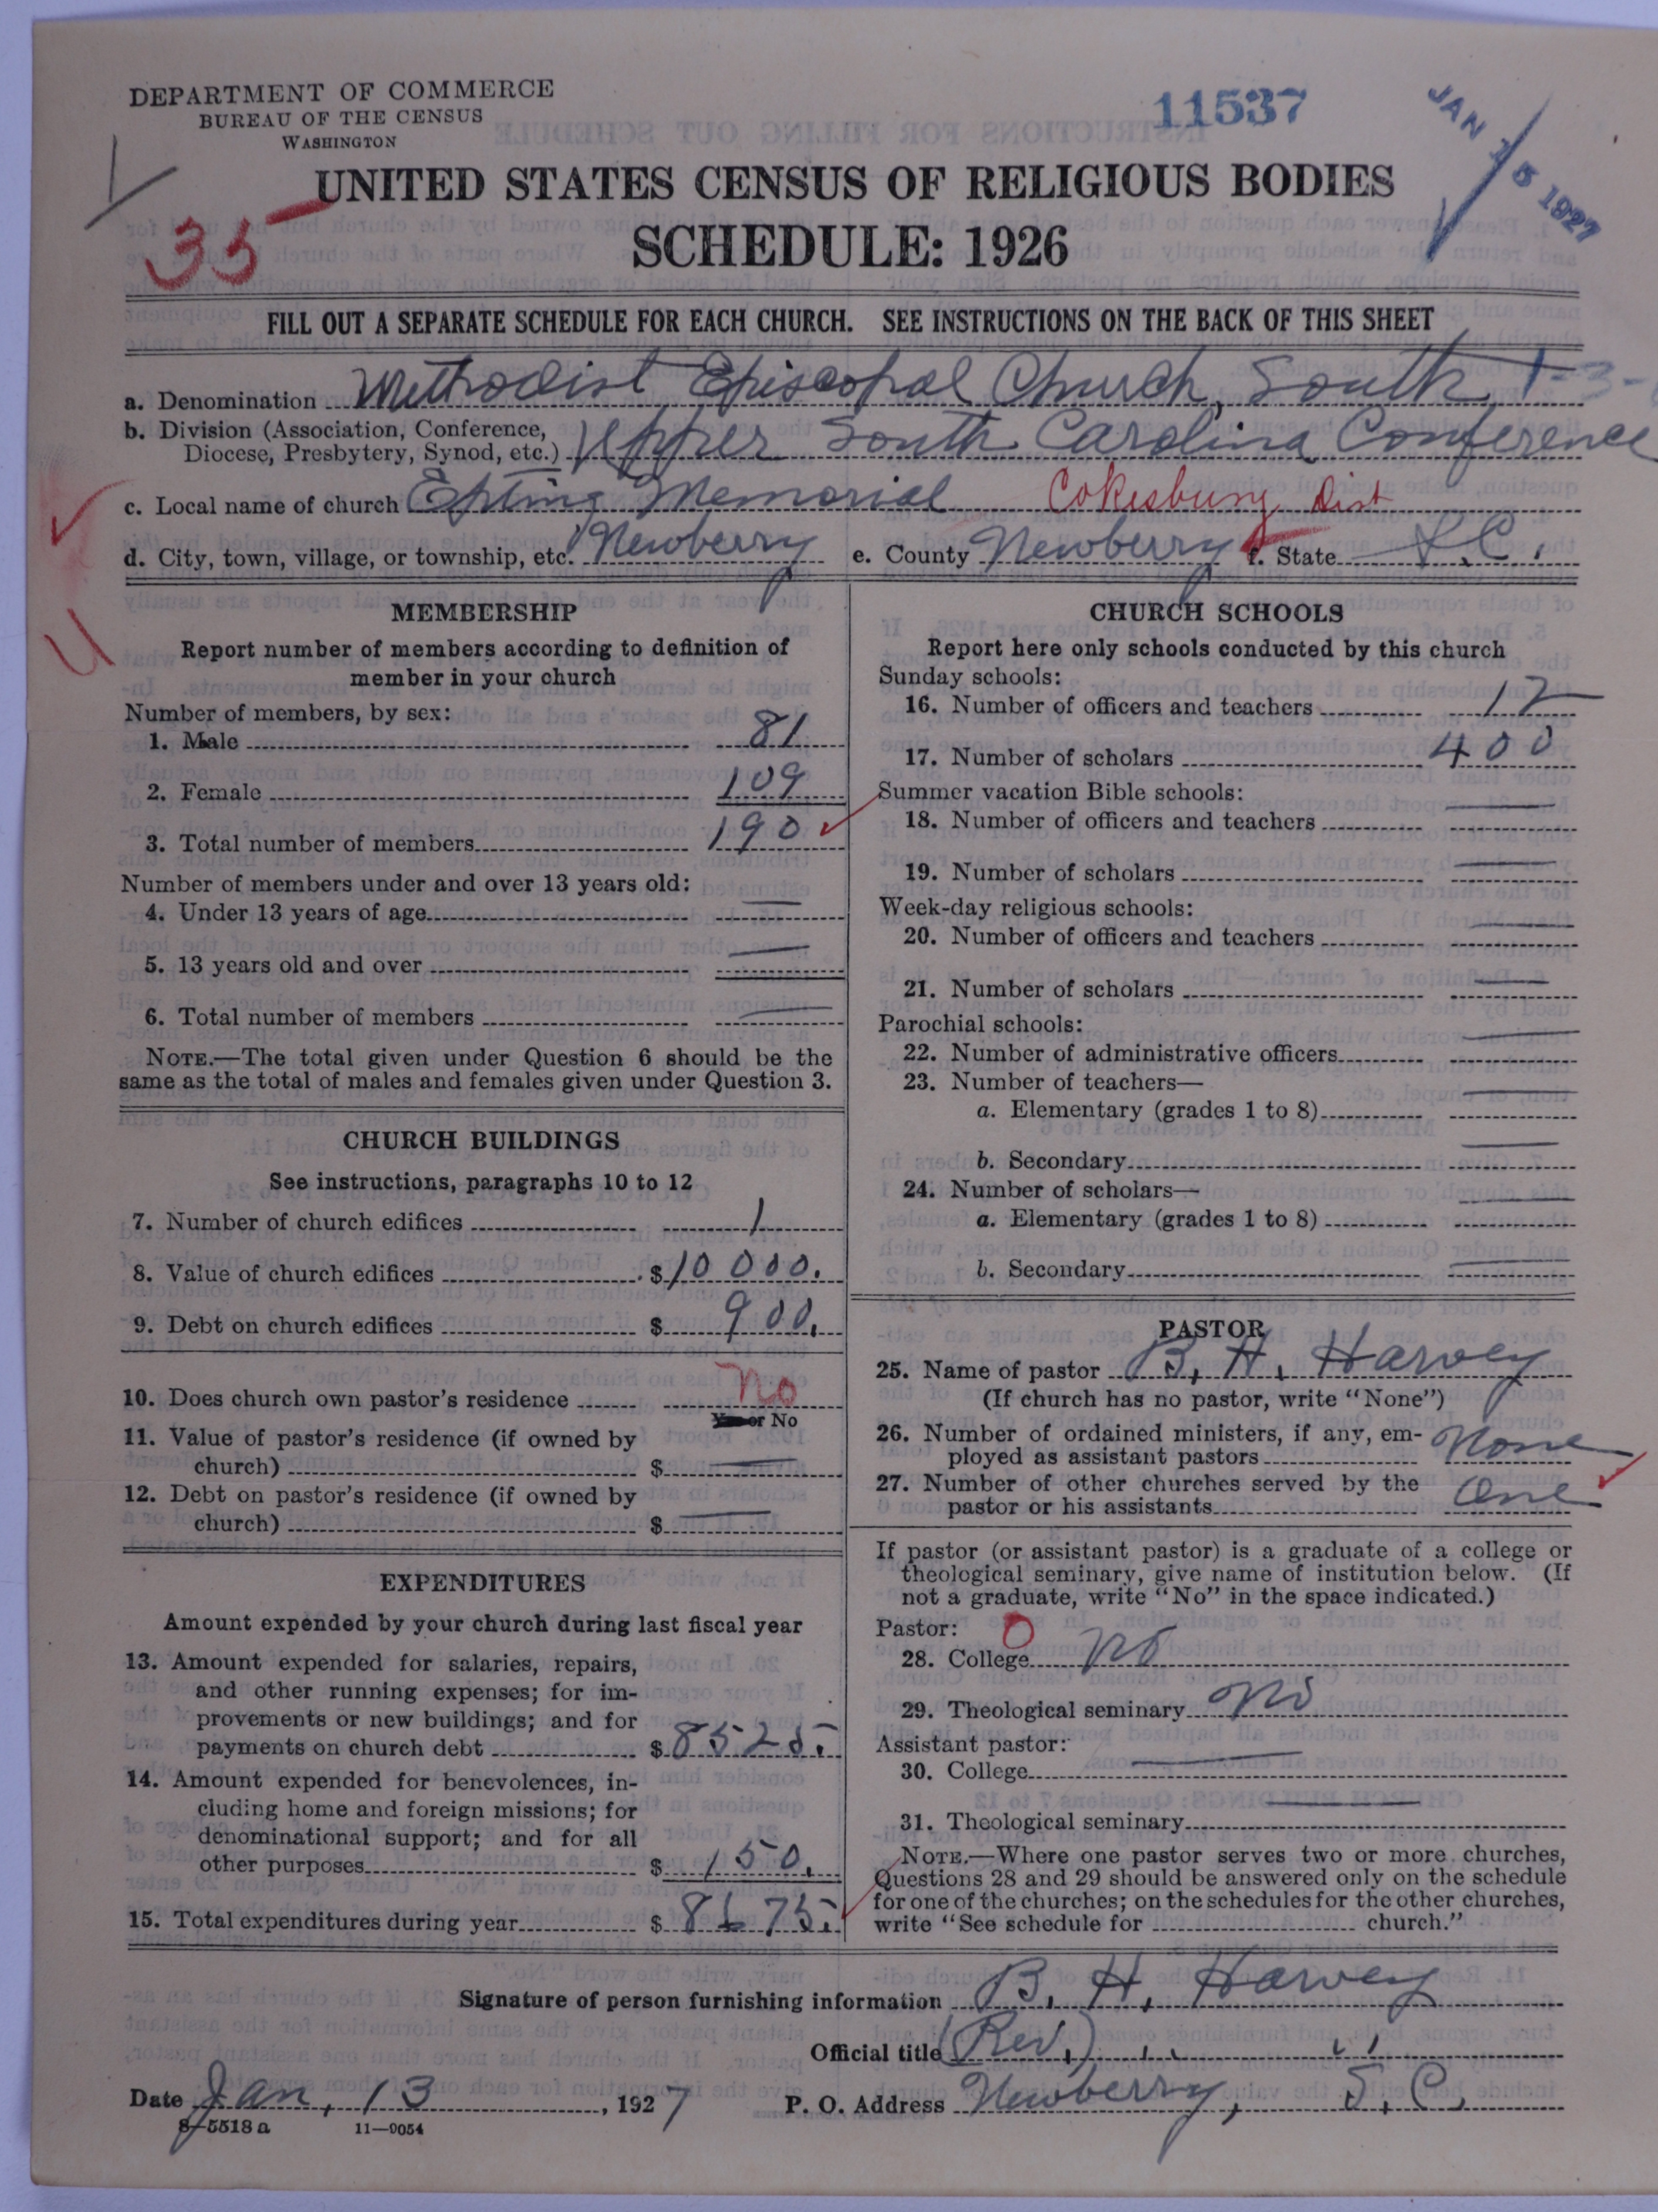 DEPARTMENT OF COMMERCE
BUREAU OF THE CENSUS
WASHINGTON
11537
JAN 15 1927
35
UNITED STATES CENSUS OF RELIGIOUS BODIES
SCHEDULE: 1926
FILL OUT A SEPARATE SCHEDULE FOR EACH CHURCH. SEE INSTRUCTIONS ON THE BACK OF THIS SHEET
a. Denomination Methodist Episcopal Church, South 1-3-
b. Division (Association, Conference,
Diocese, Presbytery, Synod, etc.) Upper South Carolina Conference
c. Local name of church Epting Memorial Cokesbury Dist
d. City, town, village, or township, etc. Newberry e. County Newberry f. State S.C.
MEMBERSHIP
Report number of members according to definition of
member in your church
Number of members, by sex:
1. Male 81
2. Female 109
3. Total number of members 190
Number of members under and over 13 years old:
4. Under 13 years of age
5. 13 years old and over
6. Total number of members
NOTE.—The total given under Question 6 should be the
same as the total of males and females given under Question 3.
CHURCH BUILDINGS
See instructions, paragraphs 10 to 12
7. Number of church edifices 1
8. Value of church edifices $10000.
9. Debt on church edifices $ 900.
10. Does church own pastor's residence No
Yes or No
11. Value of pastor's residence (if owned by
church) $
12. Debt on pastor's residence (if owned by
church) $
EXPENDITURES
Amount expended by your church during last fiscal year
13. Amount expended for salaries, repairs,
and other running expenses; for im-
provements or new buildings; and for
payments on church debt $8525.
14. Amount expended for benevolences, in-
cluding home and foreign missions; for
denominational support; and for all
other purposes $ 150.
15. Total expenditures during year $ 8675.
CHURCH SCHOOLS
Report here only schools conducted by this church
Sunday schools:
16. Number of officers and teachers 12
17. Number of scholars 400
Summer vacation Bible schools:
18. Number of officers and teachers
19. Number of scholars
Week-day religious schools:
20. Number of officers and teachers
21. Number of scholars
Parochial schools:
22. Number of administrative officers
23. Number of teachers—
a. Elementary (grades 1 to 8)
b. Secondary
24. Number of scholars—
a. Elementary (grades 1 to 8)
b. Secondary
PASTOR
25. Name of pastor B. H. Harvey
(If church has no pastor, write "None")
26. Number of ordained ministers, if any, em-
ployed as assistant pastors None
27. Number of other churches served by the
pastor or his assistants One
If pastor (or assistant pastor) is a graduate of a college or
theological seminary, give name of institution below. (If
not a graduate, write "No" in the space indicated.)
Pastor: 0
28. College No
29. Theological seminary No
Assistant pastor:
30. College
31. Theological seminary
NOTE.—Where one pastor serves two or more churches,
Questions 28 and 29 should be answered only on the schedule
for one of the churches; on the schedules for the other churches,
write "See schedule for church."
Signature of person furnishing information B. H. Harvey
Official title (Rev.) " "
Date Jan. 13, 1927 P. O. Address Newberry, S. C.
8-5518 a 11-9054